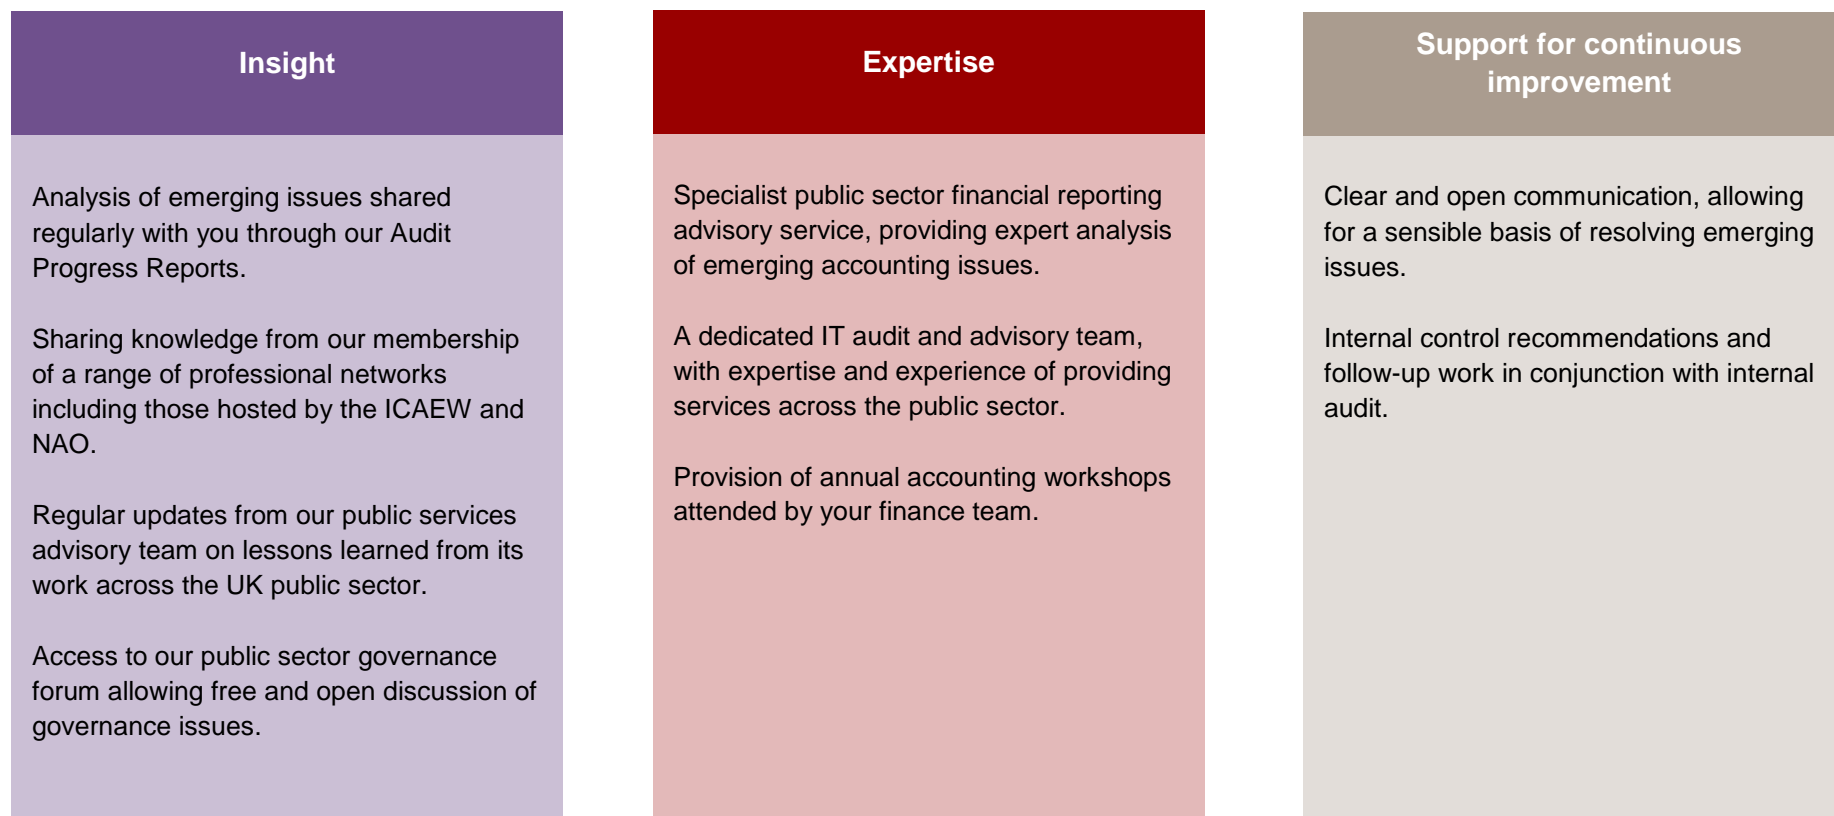 Insight
Analysis of emerging issues shared
regularly with you through our Audit
Progress Reports.
Sharing knowledge from our membership
of a range of professional networks
including those hosted by the ICAEW and
NAO.
Regular updates from our public services
advisory team on lessons learned from its
work across the UK public sector.
Access to our public sector governance
forum allowing free and open discussion of
governance issues.
Expertise
Specialist public sector financial reporting
advisory service, providing expert analysis
of emerging accounting issues.
A dedicated IT audit and advisory team,
with expertise and experience of providing
services across the public sector.
Provision of annual accounting workshops
attended by your finance team.
Support for continuous
improvement
Clear and open communication, allowing
for a sensible basis of resolving emerging
issues.
Internal control recommendations and
follow-up work in conjunction with internal
audit.